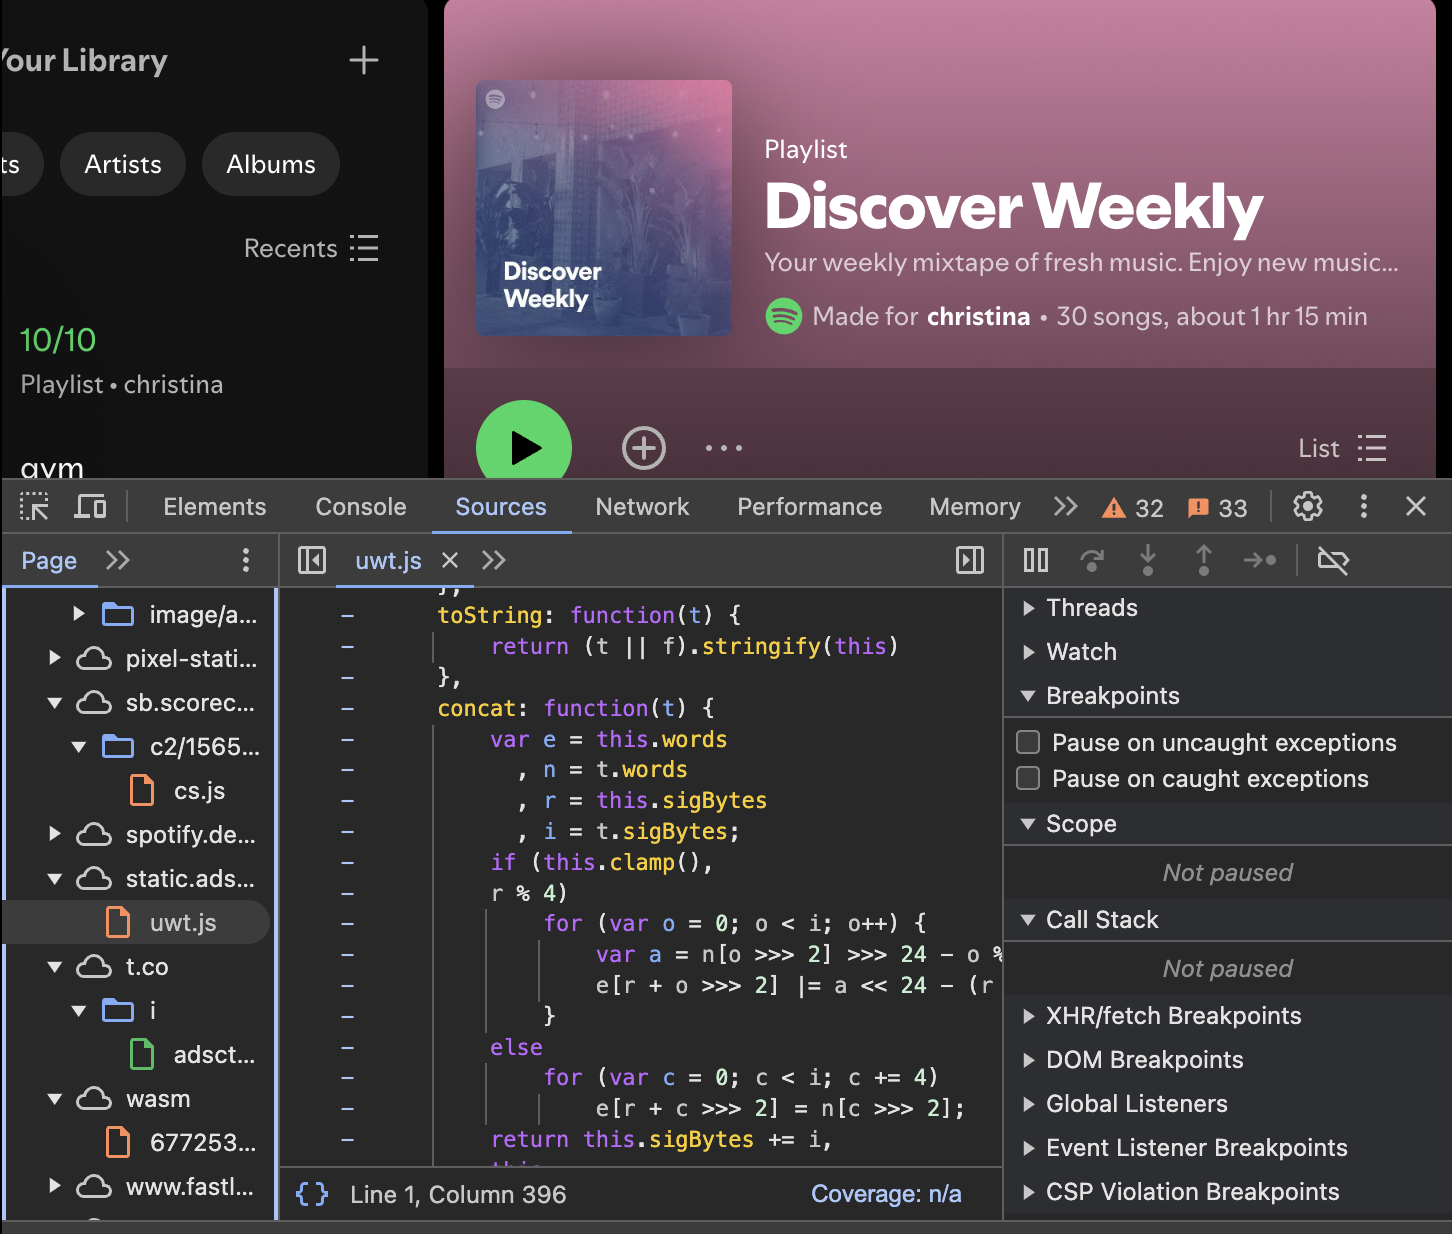 Your Library
ts
Artists
Albums
Recents
10/10
Playlist • christina
gym
Discover
Weekly
Playlist
Discover Weekly
Your weekly mixtape of fresh music. Enjoy new music...
Made for christina • 30 songs, about 1 hr 15 min
List
Elements
Console
Sources
Network
Performance
Memory
32
33
Page
uwt.js
image/a...
pixel-stati...
sb.scorec...
c2/1565...
cs.js
spotify.de...
static.ads...
uwt.js
t.co
i
adsct...
wasm
677253...
www.fastl...
},
toString: function(t) {
return (t || f).stringify(this)
},
concat: function(t) {
var e = this.words
, n = t.words
, r = this.sigBytes
, i = t.sigBytes;
if (this.clamp(),
r % 4)
for (var o = 0; o < i; o++) {
var a = n[o >>> 2] >>> 24 - o %
e[r + o >>> 2] |= a << 24 - (r
}
else
for (var c = 0; c < i; c += 4)
e[r + c >>> 2] = n[c >>> 2];
return this.sigBytes += i,
this
{} Line 1, Column 396
Coverage: n/a
Threads
Watch
Breakpoints
Pause on uncaught exceptions
Pause on caught exceptions
Scope
Not paused
Call Stack
Not paused
XHR/fetch Breakpoints
DOM Breakpoints
Global Listeners
Event Listener Breakpoints
CSP Violation Breakpoints